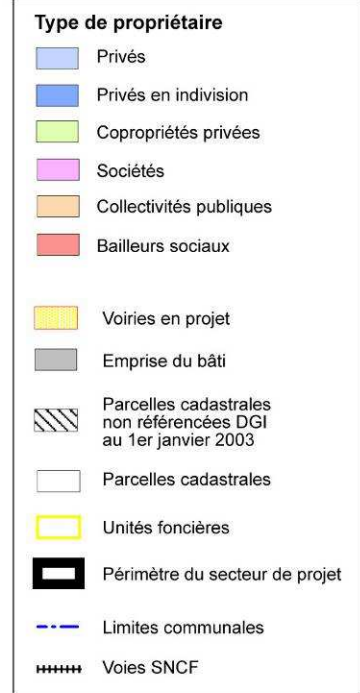 Type de propriétaire
Privés
Privés en indivision
Copropriétés privées
Sociétés
Collectivités publiques
Bailleurs sociaux
Voiries en projet
Emprise du bâti
Parcelles cadastrales
non référencées DGI
au 1er janvier 2003
Parcelles cadastrales
Unités foncières
Périmètre du secteur de projet
Limites communales
Voies SNCF